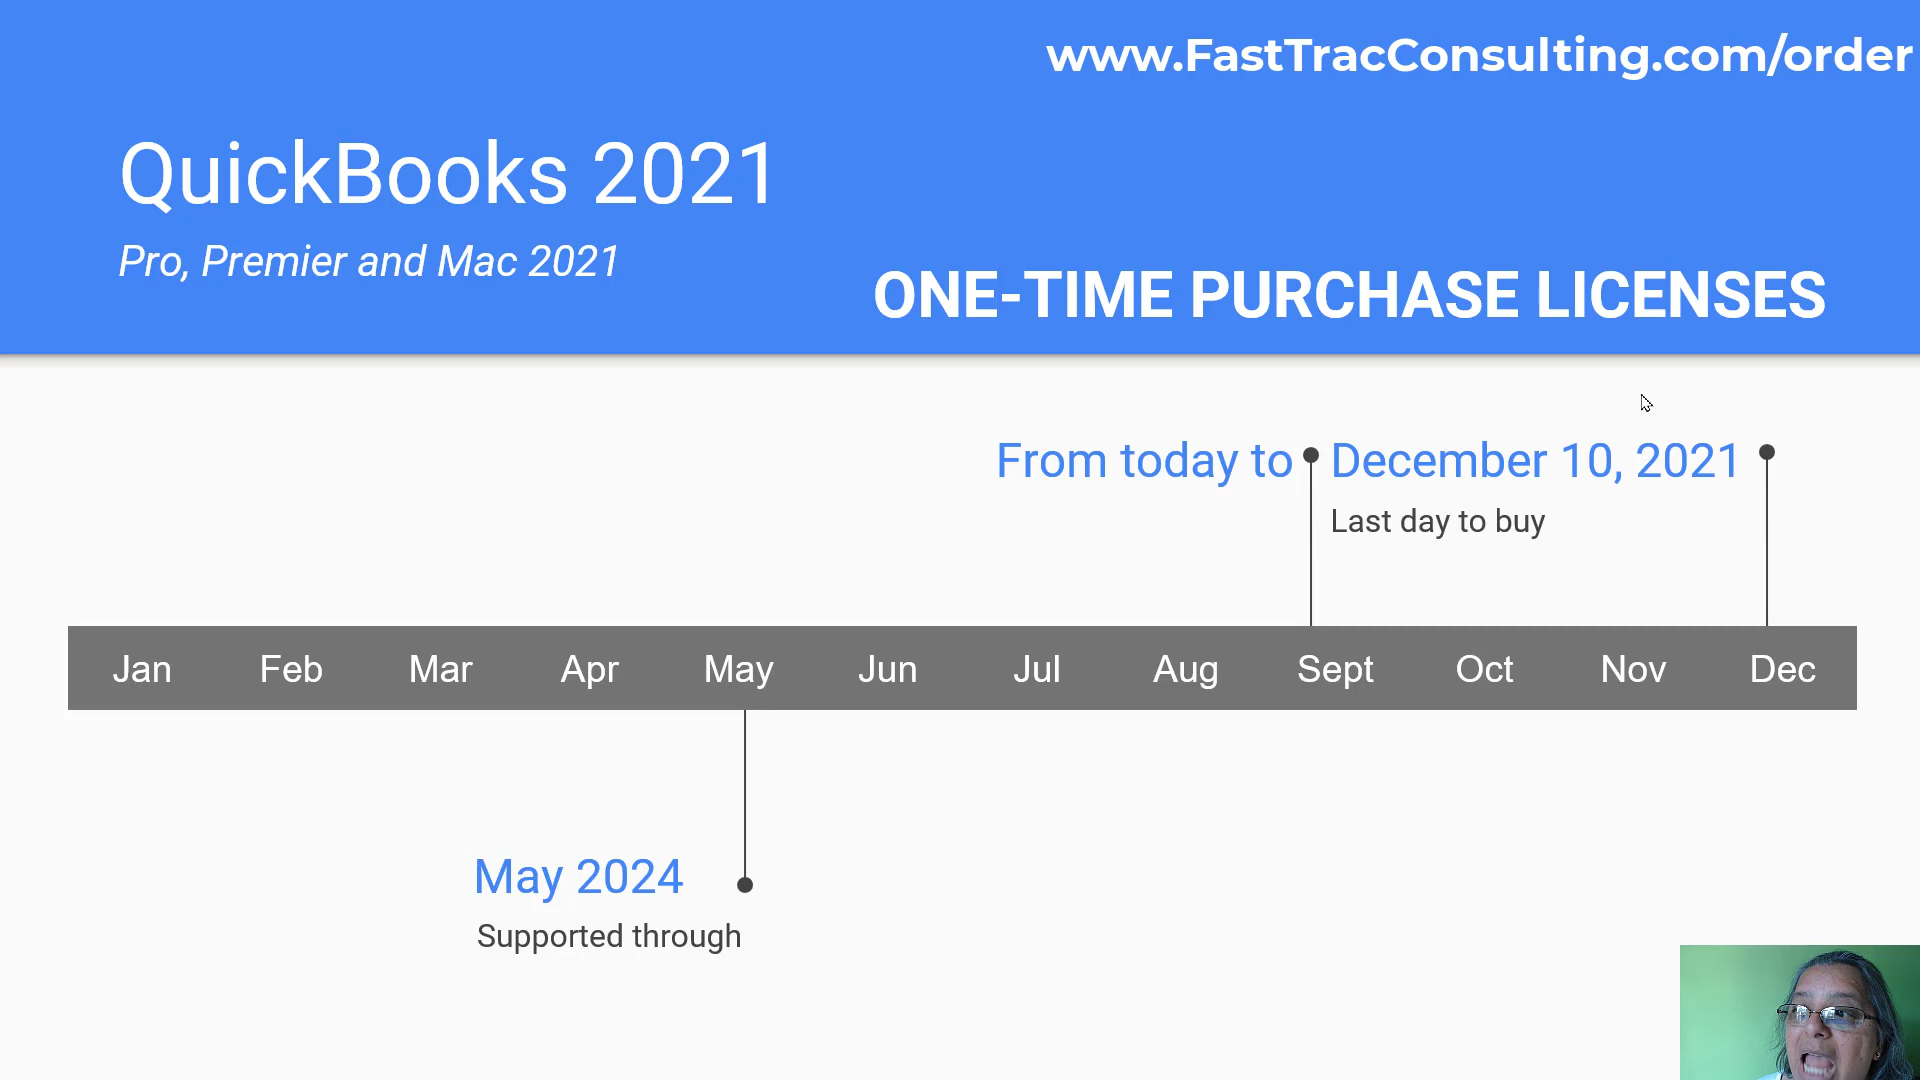 www.FastTracConsulting.com/order
QuickBooks 2021
Pro, Premier and Mac 2021
ONE-TIME PURCHASE LICENSES
From today to December 10, 2021
Last day to buy
Jan Feb Mar Apr May Jun Jul Aug Sept Oct Nov Dec
May 2024
Supported through